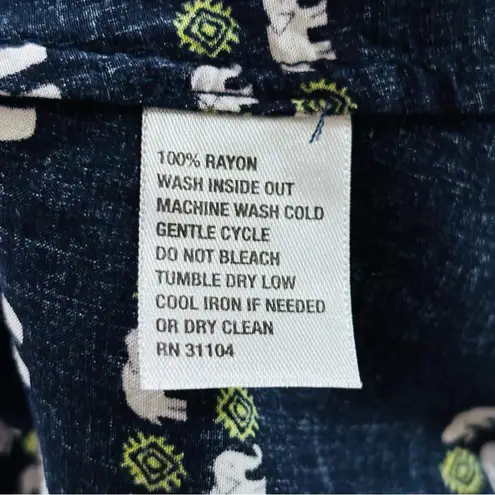 100% RAYON
WASH INSIDE OUT
MACHINE WASH COLD
GENTLE CYCLE
DO NOT BLEACH
TUMBLE DRY LOW
COOL IRON IF NEEDED
OR DRY CLEAN
RN 31104